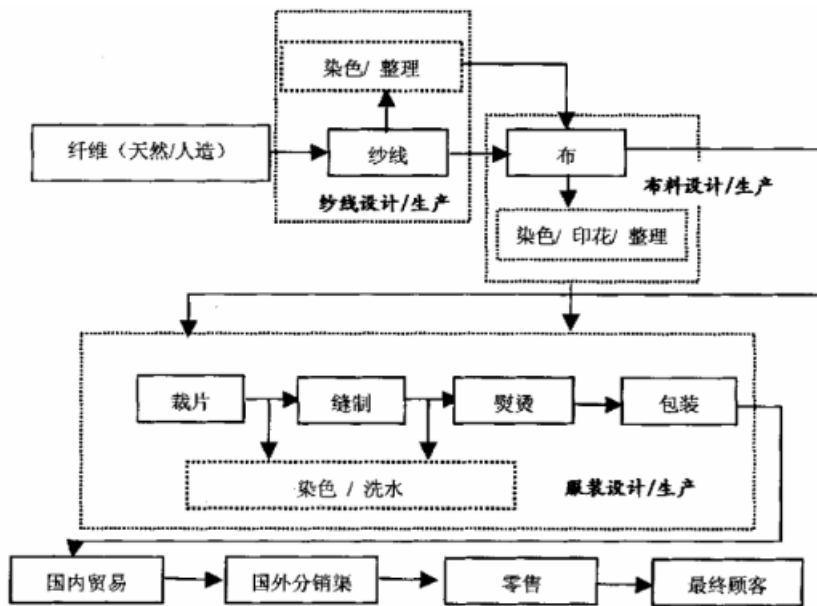 染色/ 整理
纤维（天然/人造）
纱线
布
纱线设计/生产
布料设计/生产
染色/ 印花/ 整理
裁片
缝制
熨烫
包装
染色 / 洗水
服装设计/生产
国内贸易
国外分销渠
零售
最终顾客